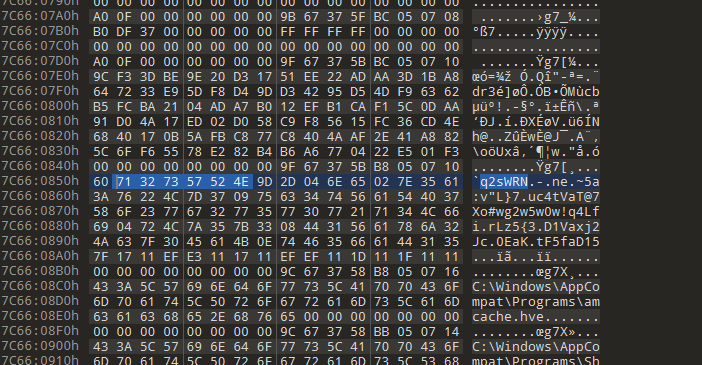 7C66:0790h 00 00 00 00 00 00 00 00 00 00 00 00 00 00 00 00 ................
7C66:07A0h A0 0F 00 00 00 00 00 00 9B 67 37 5F BC 05 07 08  .......›g7_¼...
7C66:07B0h B0 DF 37 00 00 00 00 00 FF FF FF FF 00 00 00 00 °ß7.....ÿÿÿÿ....
7C66:07C0h 00 00 00 00 00 00 00 00 00 00 00 00 00 00 00 00 ................
7C66:07D0h A0 0F 00 00 00 00 00 00 9F 67 37 5B BC 05 07 10  .......Ÿg7[¼...
7C66:07E0h 9C F3 3D BE 9E 20 D3 17 51 EE 22 AD AA 3D 1B A8 œó=¾ž Ó.Qî"-ª=.¨
7C66:07F0h 64 72 33 E9 5D F8 D4 9D D3 42 95 D5 4D F9 63 62 dr3é]øÔ.ÓB•ÕMùcb
7C66:0800h B5 FC BA 21 04 AD A7 B0 12 EF B1 CA F1 5C 0D AA µüº!.-§°.ï±Êñ\.ª
7C66:0810h 91 D0 4A 17 ED 02 D0 58 C9 F8 56 15 FC 36 CD 4E ‘ÐJ.í.ÐXÉøV.ü6ÍN
7C66:0820h 68 40 17 0B 5A FB C8 77 C8 40 4A AF 2E 41 A8 82 h@..ZûÈwÈ@J¯.A¨‚
7C66:0830h 5C 6F F6 55 78 E2 82 B4 B6 A6 77 04 22 E5 01 F3 \oöUxâ‚´¶¦w."å.ó
7C66:0840h 00 00 00 00 00 00 00 00 9F 67 37 5B B8 05 07 10 ........Ÿg7[¸...
7C66:0850h 60 71 32 73 57 52 4E 9D 2D 04 6E 65 02 7E 35 61 `q2sWRN.-.ne.~5a
7C66:0860h 3A 76 22 4C 7D 37 09 75 63 34 74 56 61 54 40 37 :v"L}7.uc4tVaT@7
7C66:0870h 58 6F 23 77 67 32 77 35 77 30 77 21 71 34 4C 66 Xo#wg2w5w0w!q4Lf
7C66:0880h 69 04 72 4C 7A 35 7B 33 08 44 31 56 61 78 6A 32 i.rLz5{3.D1Vaxj2
7C66:0890h 4A 63 7F 30 45 61 4B 0E 74 46 35 66 61 44 31 35 Jc.0EaK.tF5faD15
7C66:08A0h 7F 17 11 EF E3 11 17 11 EF EF 11 1D 11 1F 11 11 ...ïã...ïï......
7C66:08B0h 00 00 00 00 00 00 00 00 9C 67 37 58 B8 05 07 16 ........œg7X¸...
7C66:08C0h 43 3A 5C 57 69 6E 64 6F 77 73 5C 41 70 70 43 6F C:\Windows\AppCo
7C66:08D0h 6D 70 61 74 5C 50 72 6F 67 72 61 6D 73 5C 61 6D mpat\Programs\am
7C66:08E0h 63 61 63 68 65 2E 68 76 65 00 00 00 00 00 00 00 cache.hve.......
7C66:08F0h 00 00 00 00 00 00 00 00 9C 67 37 58 BB 05 07 14 ........œg7X»...
7C66:0900h 43 3A 5C 57 69 6E 64 6F 77 73 5C 41 70 70 43 6F C:\Windows\AppCo
7C66:0910h 6D 70 61 74 5C 50 72 6F 67 72 61 6D 73 5C 53 68 mpat\Programs\Sh